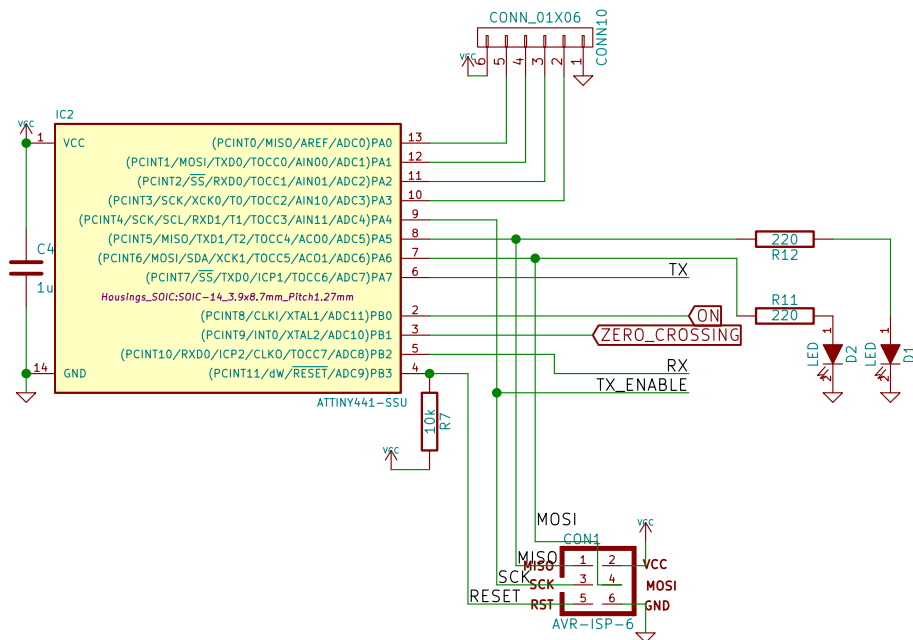 CONN_01X06
CONN10
VCC
6
5
4
3
2
1
IC2
VCC
1
VCC
(PCINT0/MISO/AREF/ADC0)PA0
13
(PCINT1/MOSI/TXD0/TOCC0/AIN00/ADC1)PA1
12
(PCINT2/SS/RXD0/TOCC1/AIN01/ADC2)PA2
11
(PCINT3/SCK/XCK0/T0/TOCC2/AIN10/ADC3)PA3
10
(PCINT4/SCK/SCL/RXD1/T1/TOCC3/AIN11/ADC4)PA4
9
(PCINT5/MISO/TXD1/T2/TOCC4/ACO0/ADC5)PA5
8
220
R12
C4
1u
(PCINT6/MOSI/SDA/XCK1/TOCC5/ACO1/ADC6)PA6
7
(PCINT7/SS/TXD0/ICP1/TOCC6/ADC7)PA7
6
TX
Housings_SOIC:SOIC-14_3.9x8.7mm_Pitch1.27mm
R11
220
(PCINT8/CLKI/XTAL1/ADC11)PB0
2
ON
(PCINT9/INT0/XTAL2/ADC10)PB1
3
ZERO_CROSSING
(PCINT10/RXD0/ICP2/CLKO/TOCC7/ADC8)PB2
5
RX
14
GND
(PCINT11/dW/RESET/ADC9)PB3
4
TX_ENABLE
1
LED
D2
2
1
LED
D1
2
ATTINY441-SSU
10k
R7
VCC
MOSI
VCC
CON1
MISO
MISO
1
2
VCC
SCK
SCK
3
4
MOSI
RESET
RST
5
6
GND
AVR-ISP-6